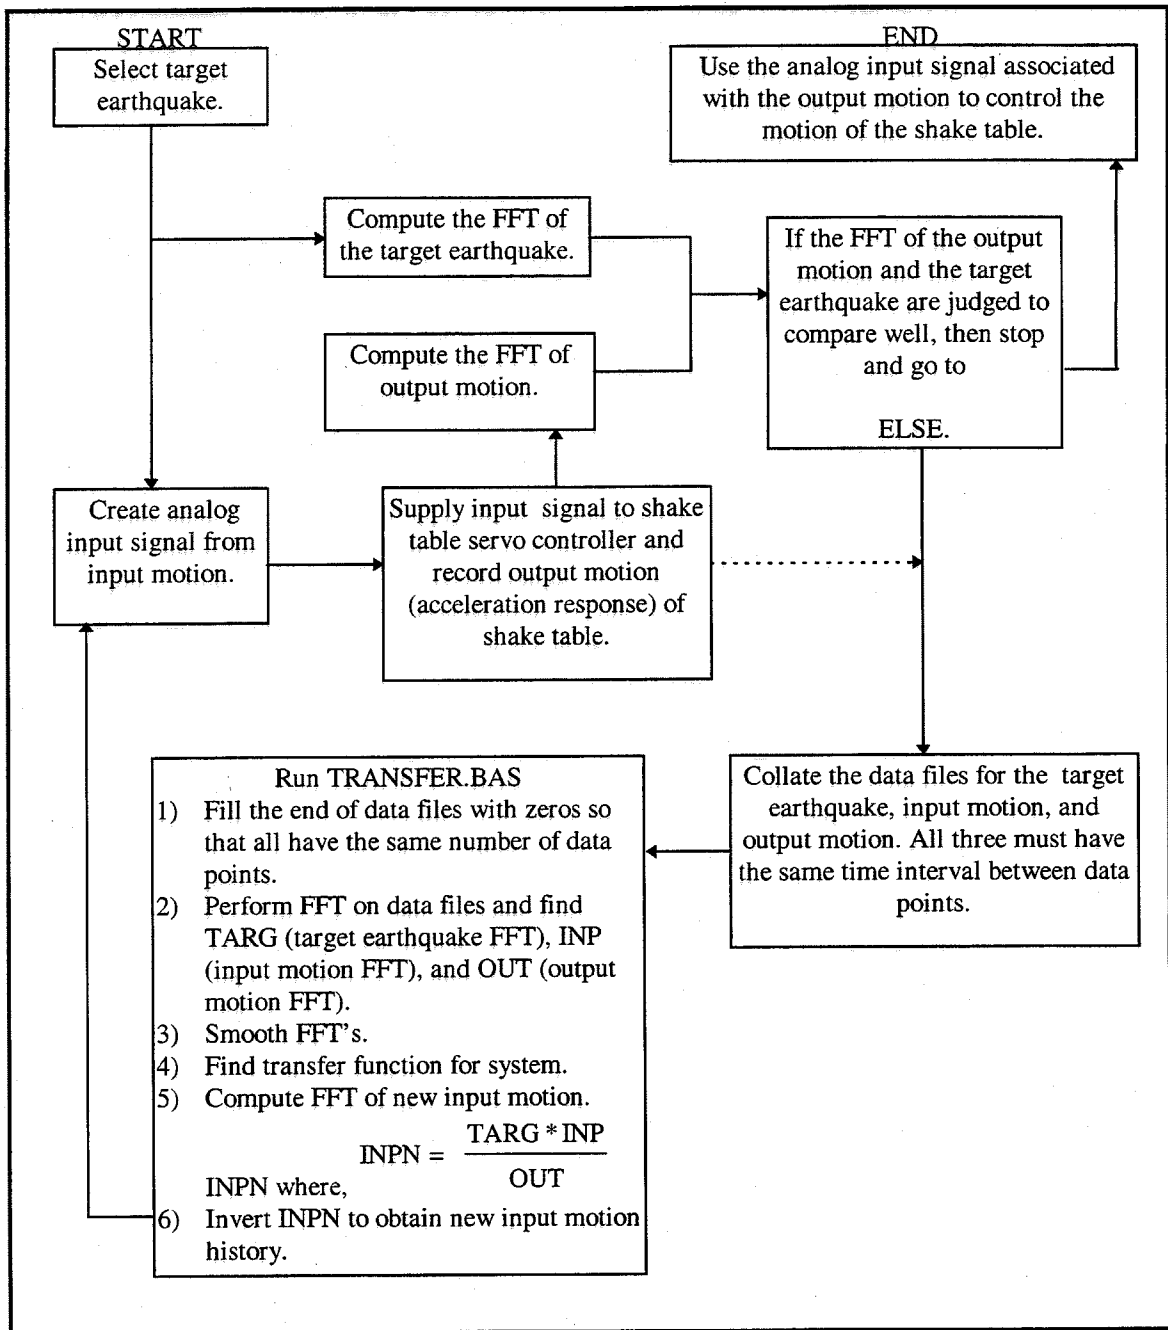 START
Select target
earthquake.
END
Use the analog input signal associated
with the output motion to control the
motion of the shake table.
Compute the FFT of
the target earthquake.
If the FFT of the output
motion and the target
earthquake are judged to
compare well, then stop
and go to
ELSE.
Compute the FFT of
output motion.
Create analog
input signal from
input motion.
Supply input signal to shake
table servo controller and
record output motion
(acceleration response) of
shake table.
Collate the data files for the target
earthquake, input motion, and
output motion. All three must have
the same time interval between data
points.
Run TRANSFER.BAS
1) Fill the end of data files with zeros so
that all have the same number of data
points.
2) Perform FFT on data files and find
TARG (target earthquake FFT), INP
(input motion FFT), and OUT (output
motion FFT).
3) Smooth FFT's.
4) Find transfer function for system.
5) Compute FFT of new input motion.
TARG * INP
INPN =
OUT
INPN where,
6) Invert INPN to obtain new input motion
history.